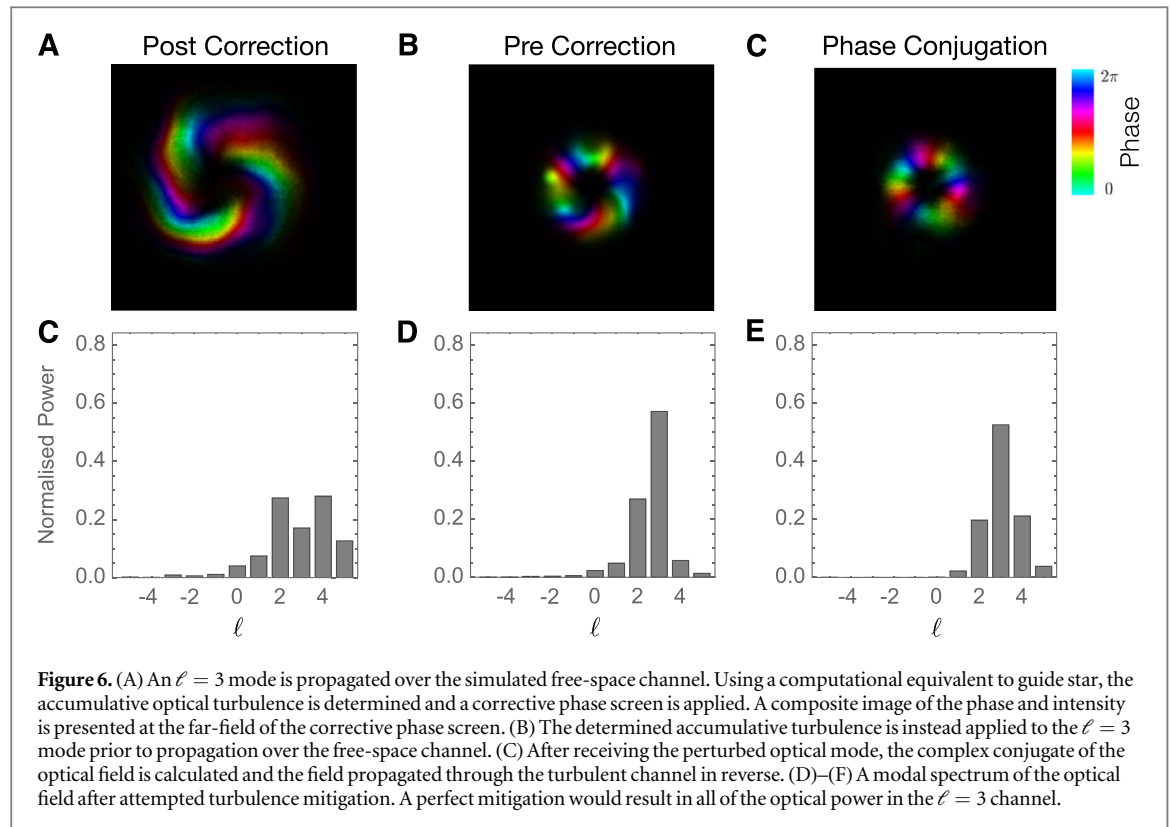 A Post Correction B Pre Correction C Phase Conjugation
2π
Phase
0
C D E
0.8 0.8 0.8
0.6 0.6 0.6
0.4 0.4 0.4
0.2 0.2 0.2
0.0 0.0 0.0
Normalised Power
-4 -2 0 2 4 -4 -2 0 2 4 -4 -2 0 2 4
ℓ ℓ ℓ
Figure 6. (A) An ℓ = 3 mode is propagated over the simulated free-space channel. Using a computational equivalent to guide star, the
accumulative optical turbulence is determined and a corrective phase screen is applied. A composite image of the phase and intensity
is presented at the far-field of the corrective phase screen. (B) The determined accumulative turbulence is instead applied to the ℓ = 3
mode prior to propagation over the free-space channel. (C) After receiving the perturbed optical mode, the complex conjugate of the
optical field is calculated and the field propagated through the turbulent channel in reverse. (D)–(F) A modal spectrum of the optical
field after attempted turbulence mitigation. A perfect mitigation would result in all of the optical power in the ℓ = 3 channel.